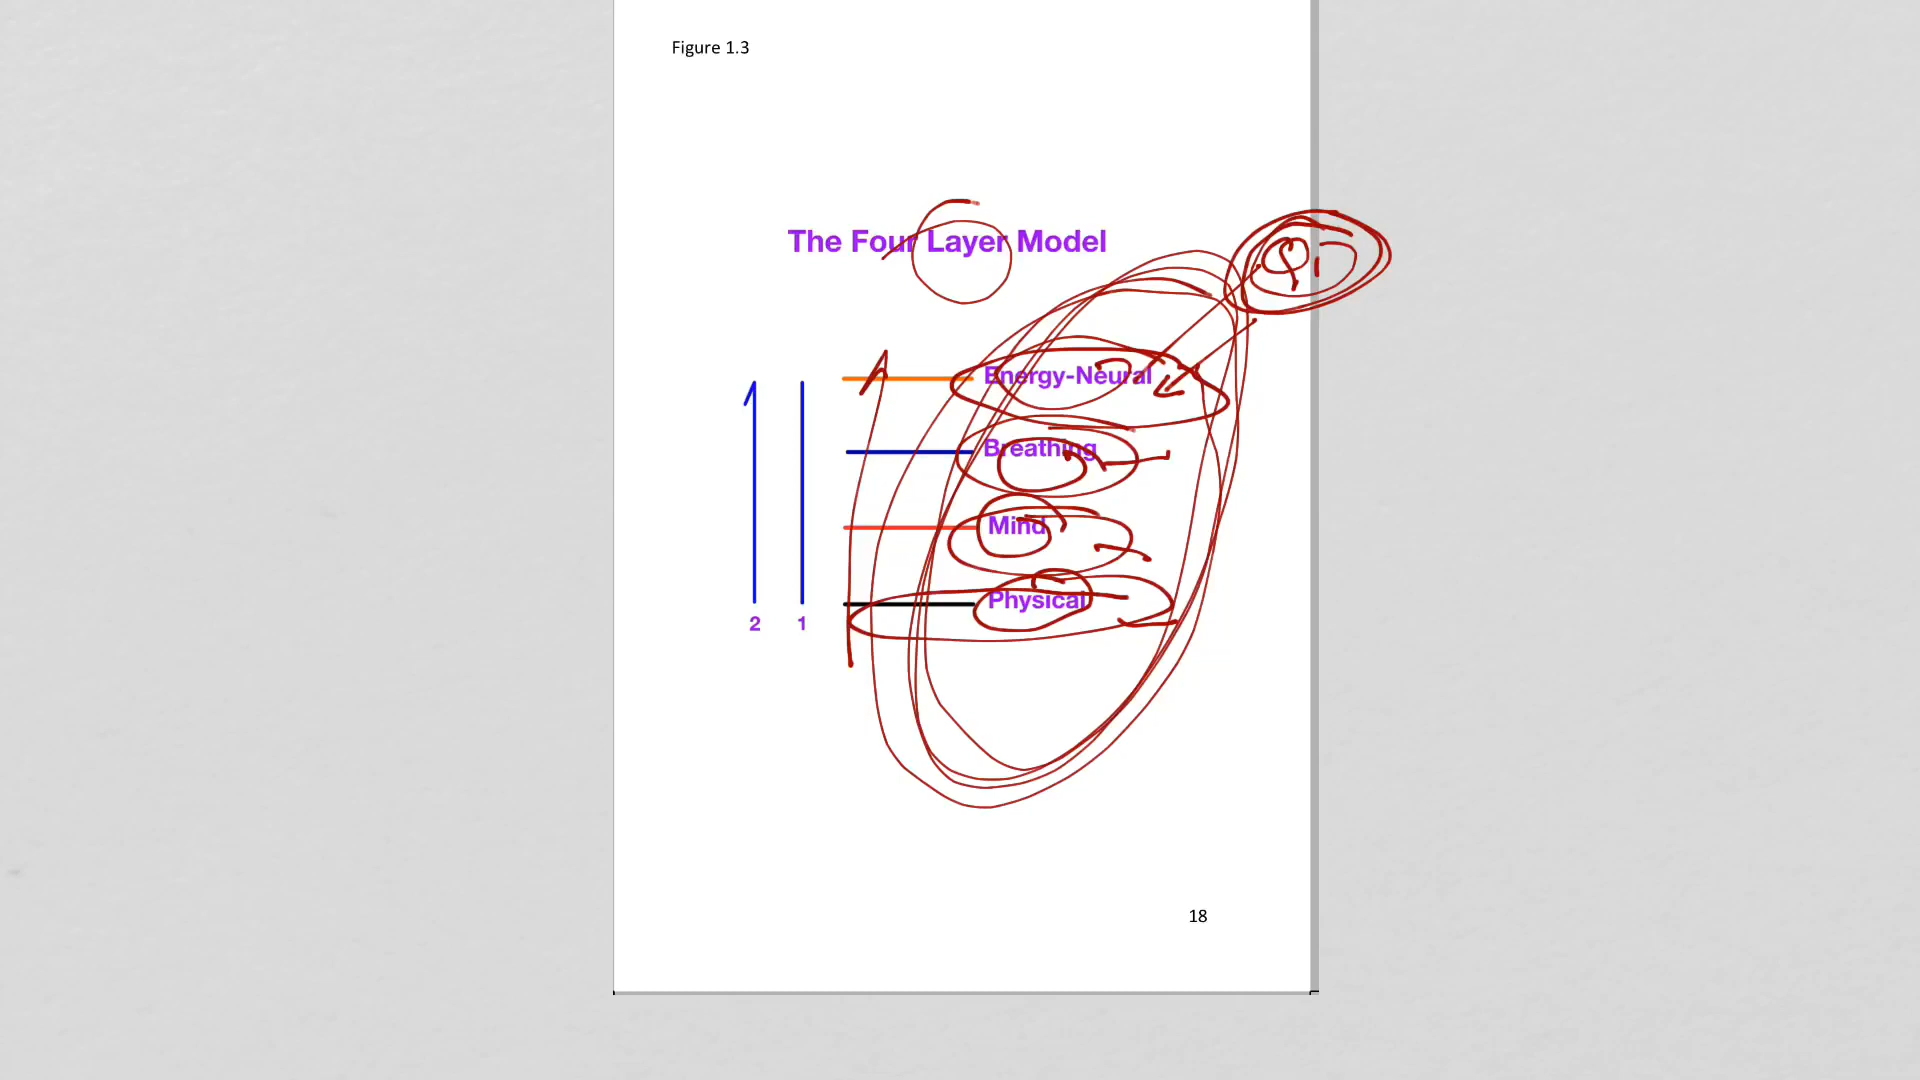 Figure 1.3
The Four Layer Model
Energy-Neural
Breathing
Mind
Physical
2 1
18